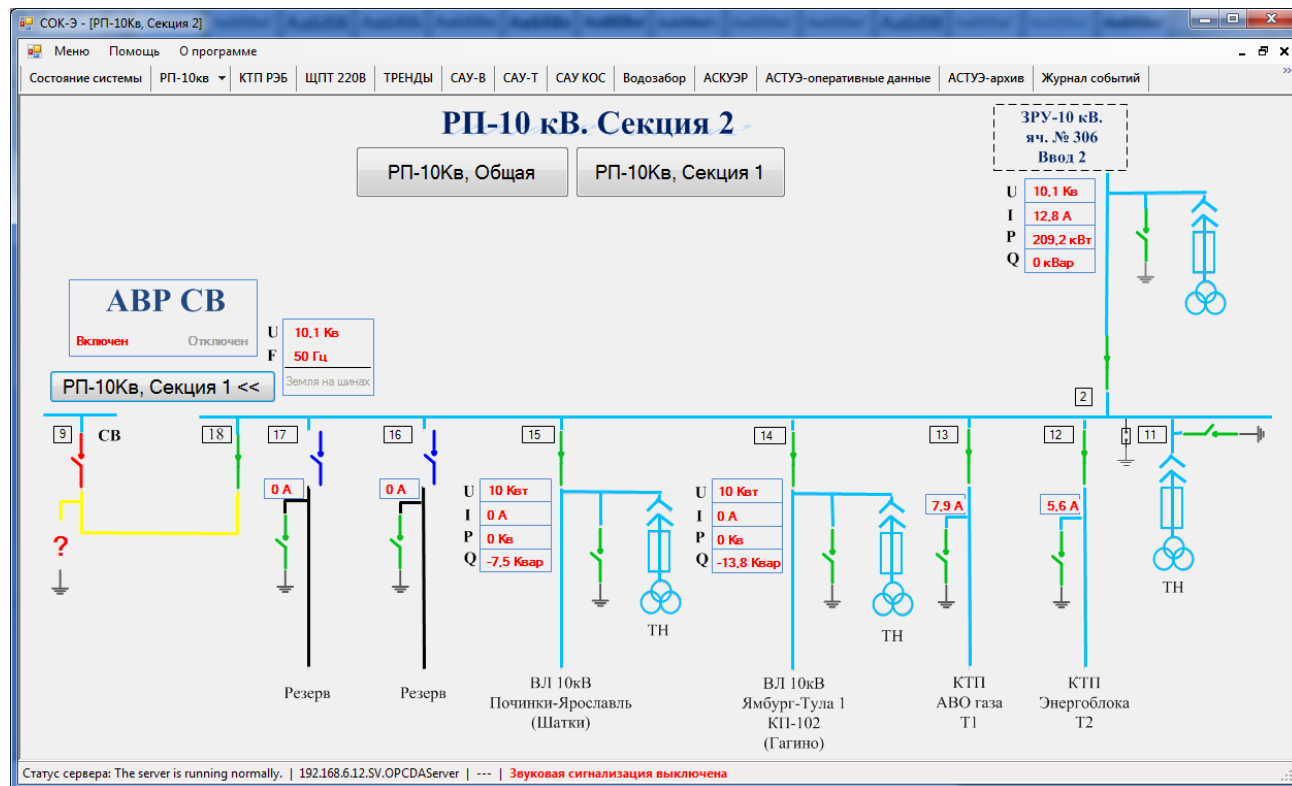 СОК-Э - [РП-10Кв, Секция 2]
Меню Помощь О программе
Состояние системы РП-10кв КТП РЭБ ЩПТ 220В ТРЕНДЫ САУ-В САУ-Т САУ КОС Водозабор АСКУЭР АСТУЭ-оперативные данные АСТУЭ-архив Журнал событий »
РП-10 кВ. Секция 2
РП-10Кв, Общая РП-10Кв, Секция 1
ЗРУ-10 кВ.
яч. № 306
Ввод 2
U 10,1 Кв
I 12,8 А
P 209,2 кВт
Q 0 кВар
АВР СВ
Включен Отключен
U 10,1 Кв
F 50 Гц
Земля на шинах
РП-10Кв, Секция 1 <<
2
9 СВ 18 17 16 15 14 13 12 11
0 А 0 А
U 10 Квт
I 0 А
P 0 Кв
Q -7,5 Квар
U 10 Квт
I 0 А
P 0 Кв
Q -13,8 Квар
7,9 А 5,6 А
?
ТН ТН ТН
Резерв
Резерв
ВЛ 10кВ
Починки-Ярославль
(Шатки)
ВЛ 10кВ
Ямбург-Тула 1
КП-102
(Гагино)
КТП
АВО газа
Т1
КТП
Энергоблока
Т2
Статус сервера: The server is running normally. | 192.168.6.12.SV.OPCDAServer | --- | Звуковая сигнализация выключена